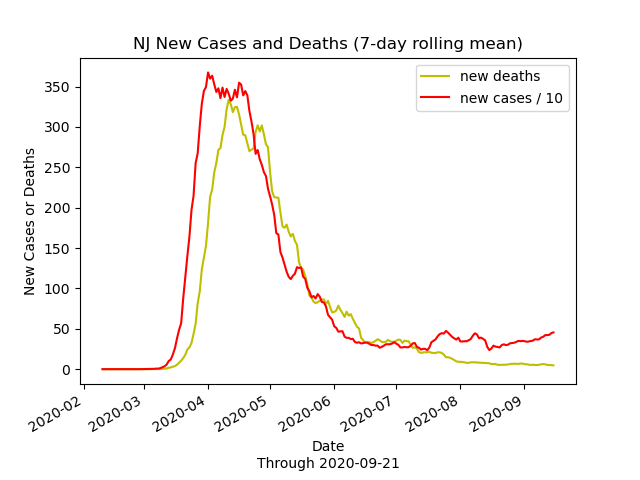 NJ New Cases and Deaths (7-day rolling mean)
new deaths
new cases / 10
New Cases or Deaths
350
300
250
200
150
100
50
0
2020-02
2020-03
2020-04
2020-05
2020-06
2020-07
2020-08
2020-09
Date
Through 2020-09-21